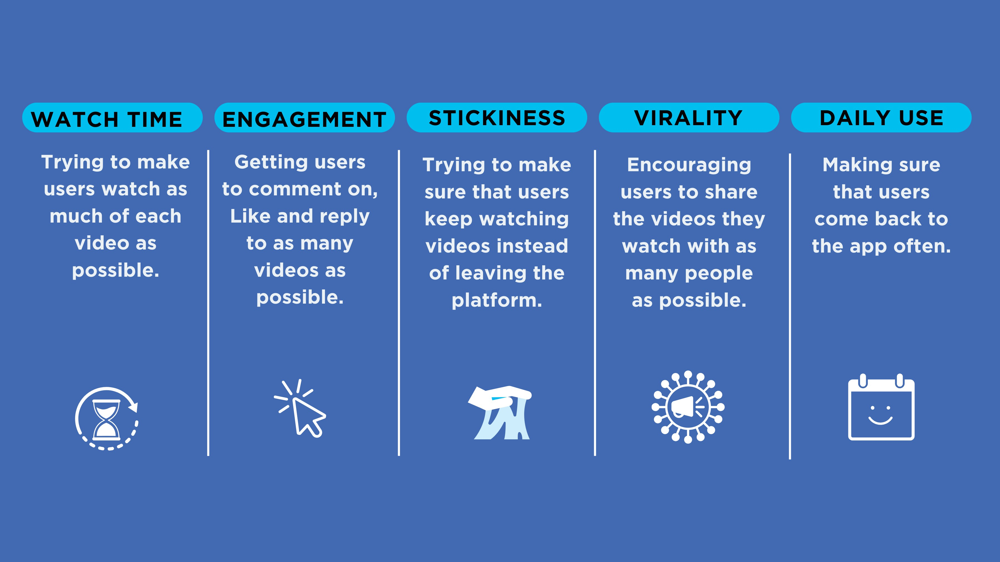 WATCH TIME
Trying to make
users watch as
much of each
video as
possible.
ENGAGEMENT
Getting users
to comment on,
Like and reply
to as many
videos as
possible.
STICKINESS
Trying to make
sure that users
keep watching
videos instead
of leaving the
platform.
VIRALITY
Encouraging
users to share
the videos they
watch with as
many people
as possible.
DAILY USE
Making sure
that users
come back to
the app often.